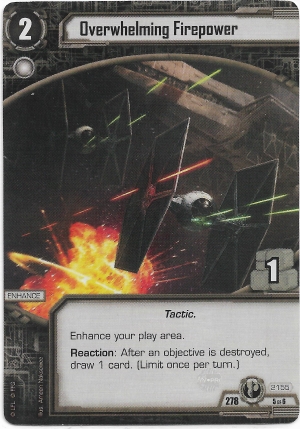 2
Overwhelming Firepower
1
ENHANCE
Tactic.
Enhance your play area.
Reaction: After an objective is destroyed,
draw 1 card. (Limit once per turn.)
2155
278
5 of 6